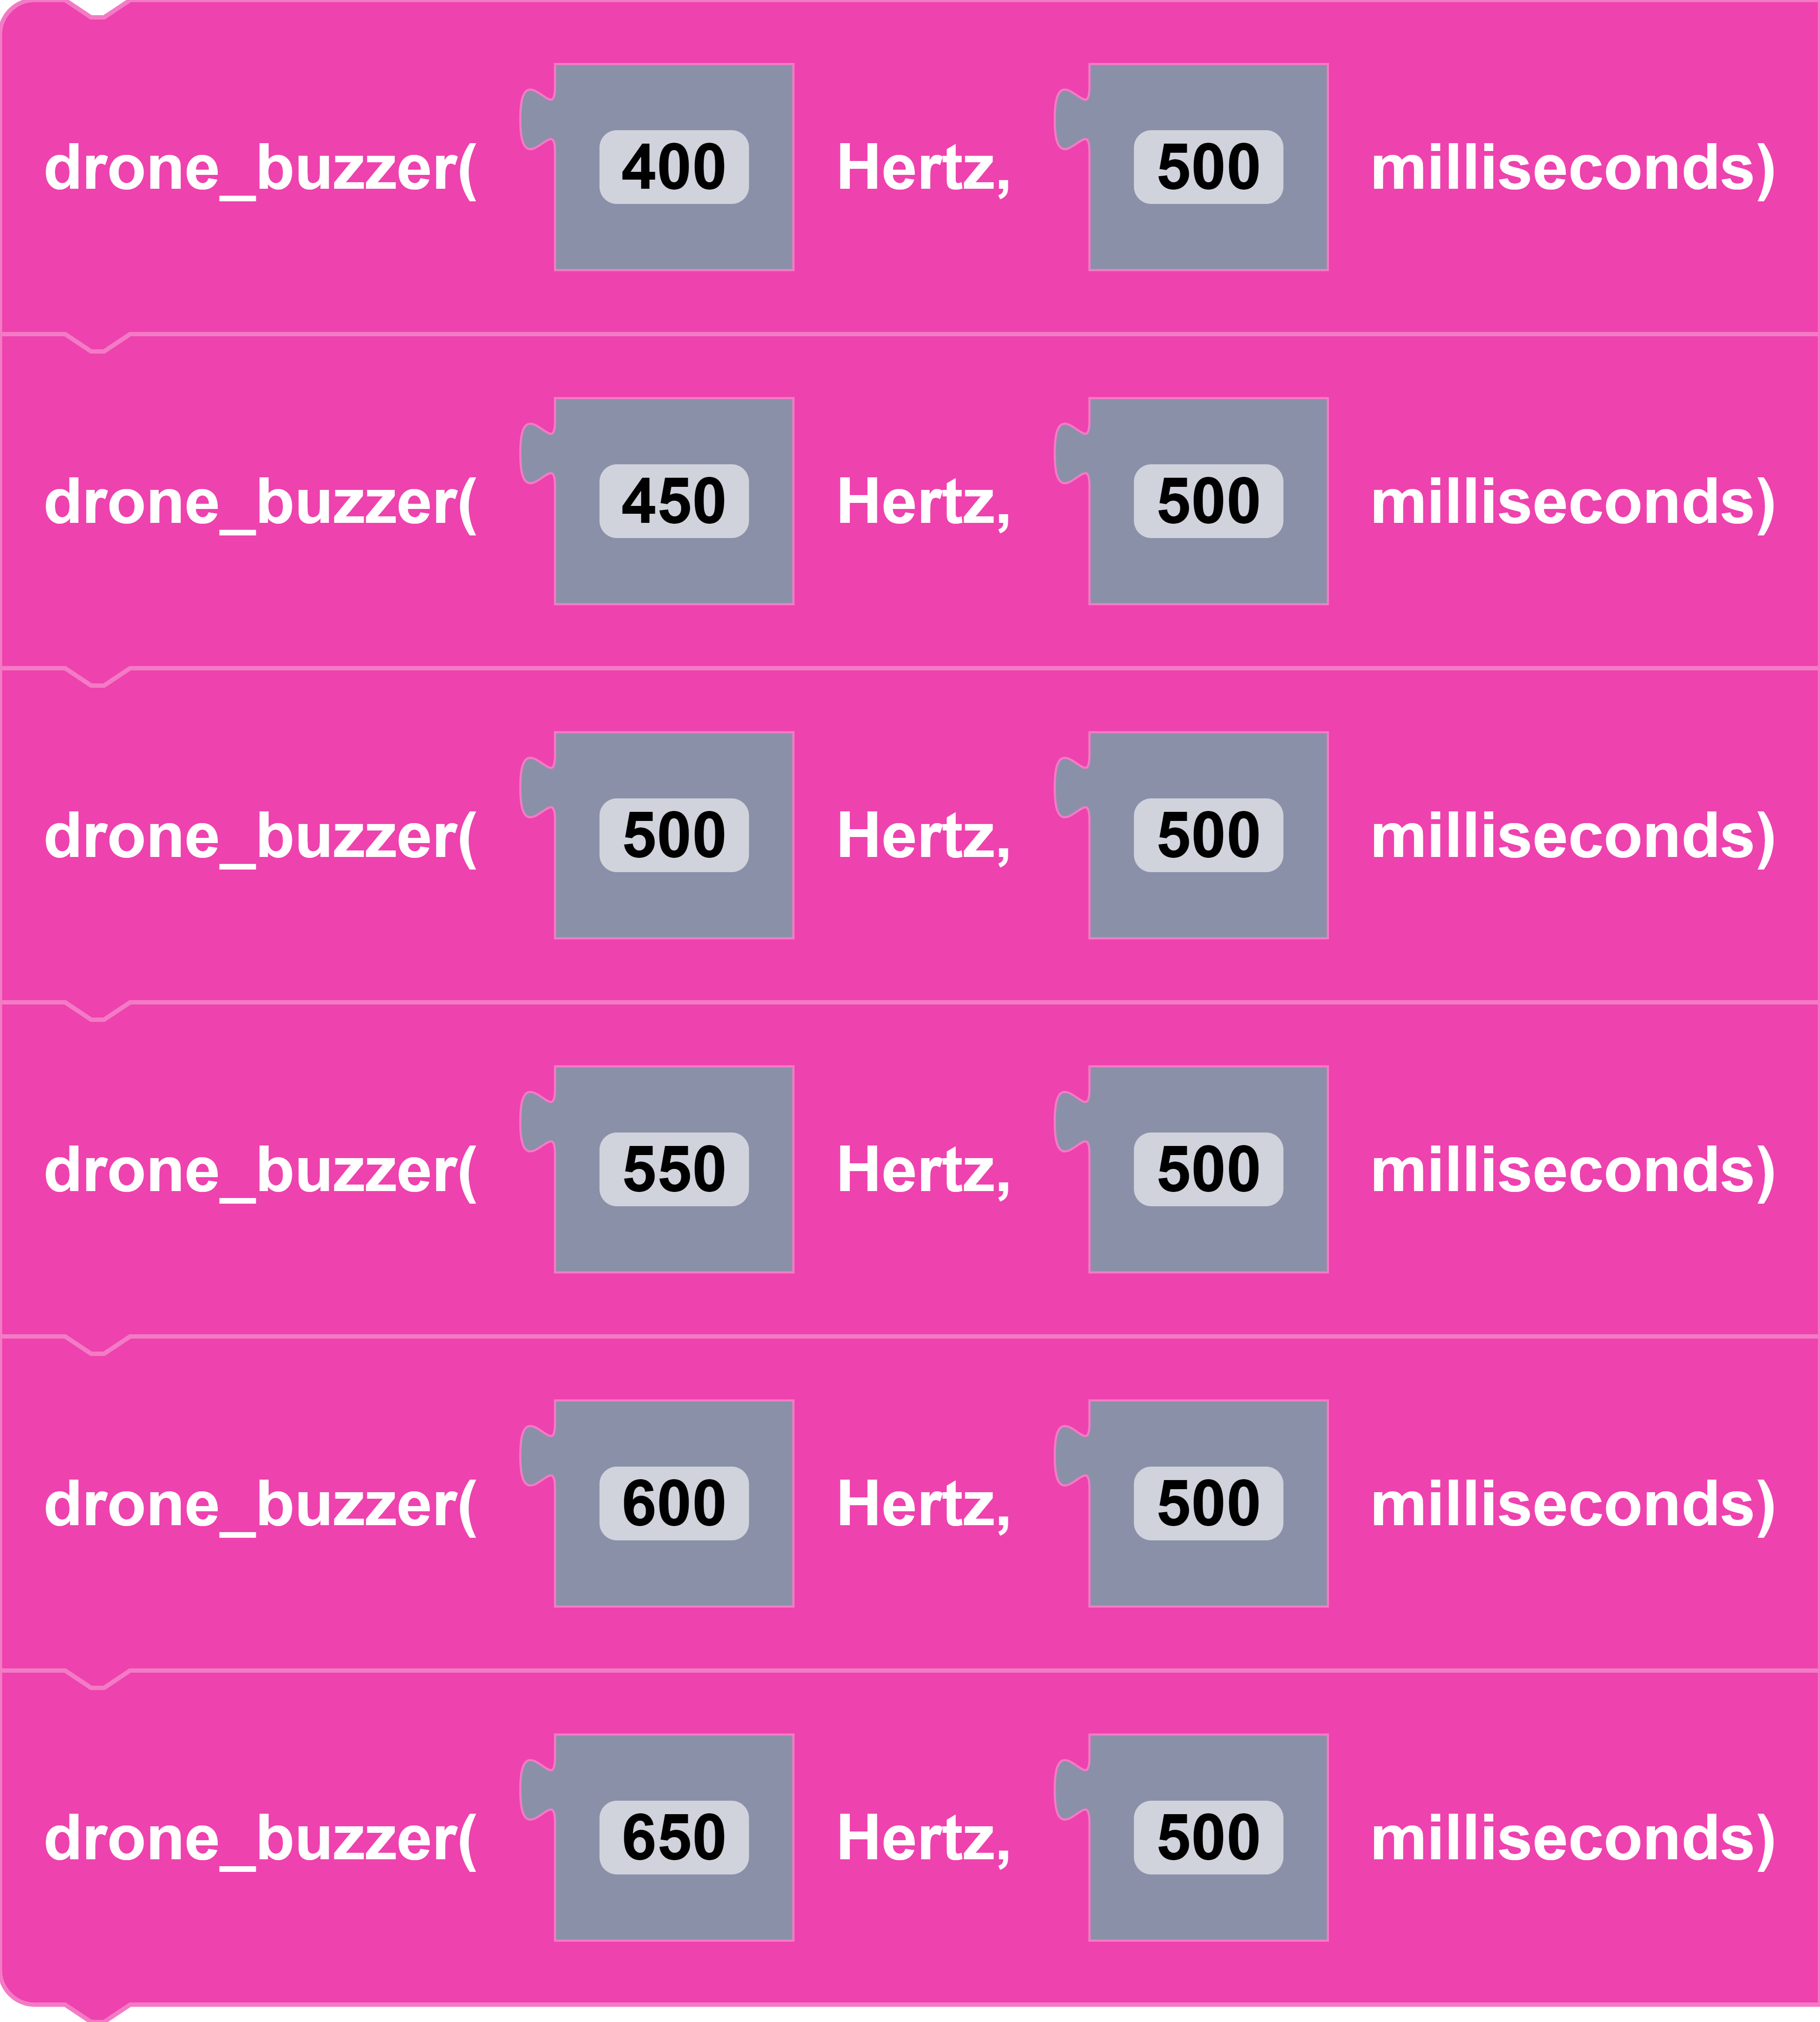 drone_buzzer( 400 Hertz, 500 milliseconds)
drone_buzzer( 450 Hertz, 500 milliseconds)
drone_buzzer( 500 Hertz, 500 milliseconds)
drone_buzzer( 550 Hertz, 500 milliseconds)
drone_buzzer( 600 Hertz, 500 milliseconds)
drone_buzzer( 650 Hertz, 500 milliseconds)